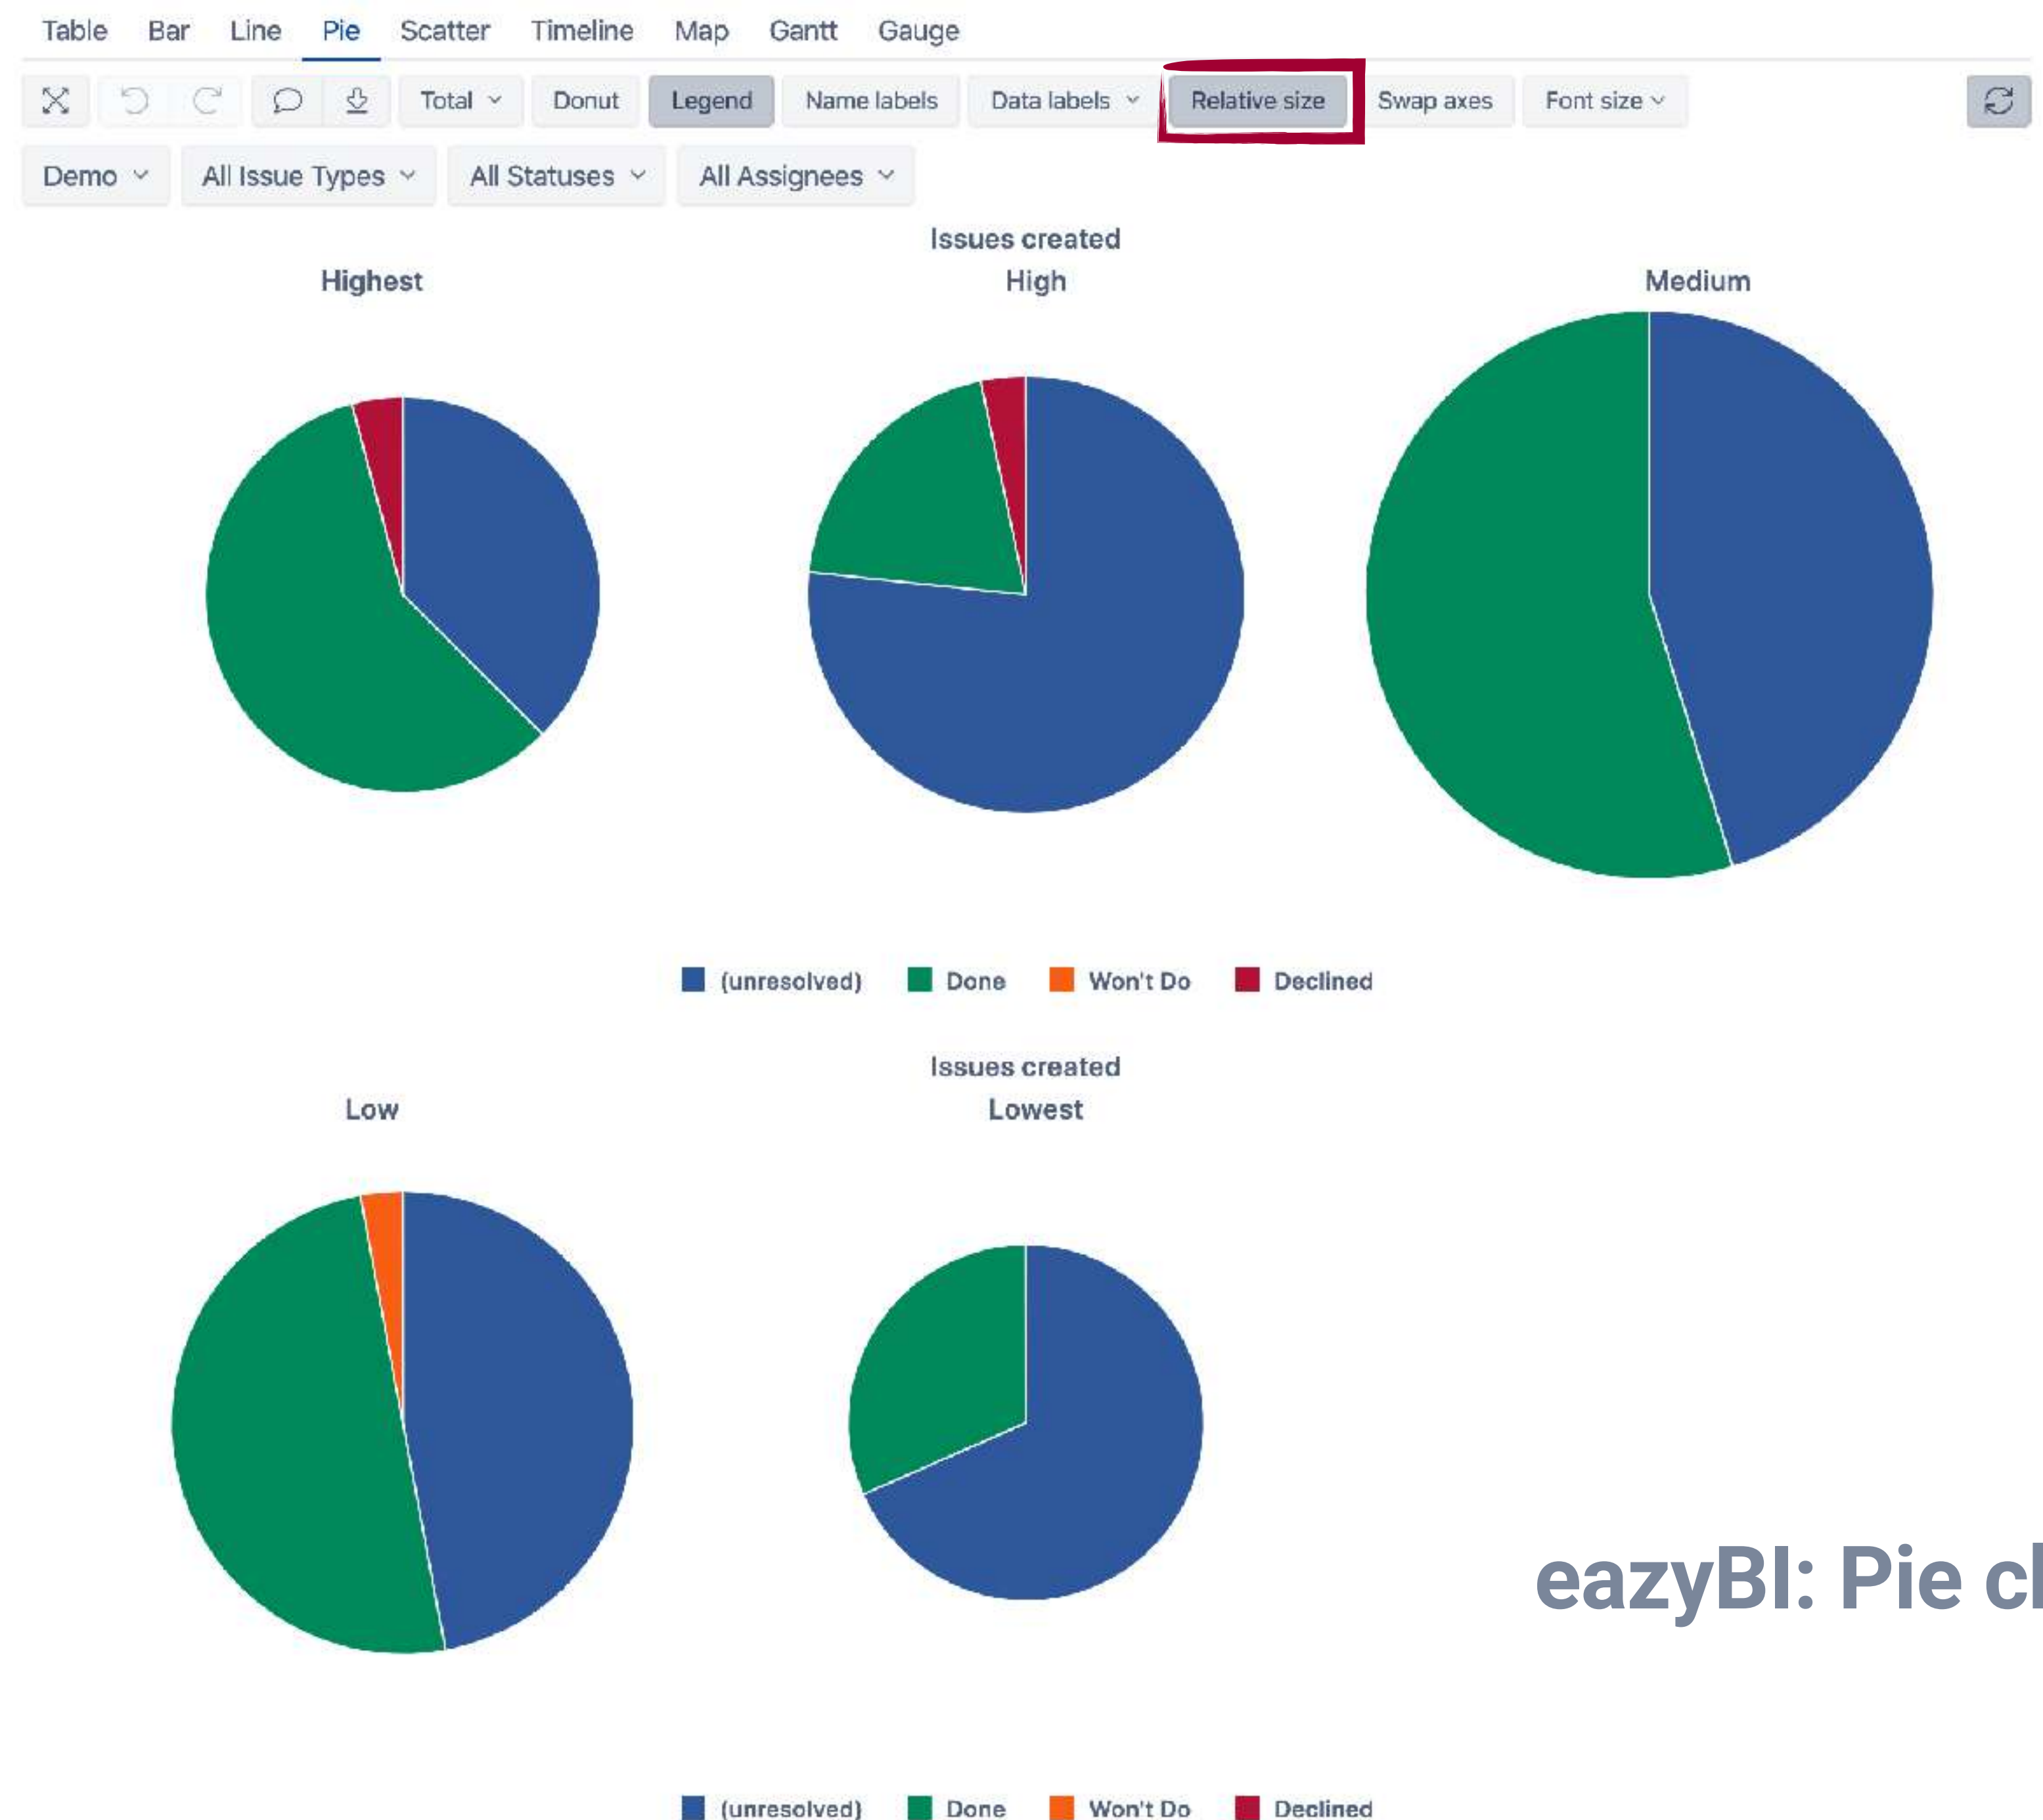 Table Bar Line Pie Scatter Timeline Map Gantt Gauge
Total Donut Legend Name labels Data labels Relative size Swap axes Font size
Demo All Issue Types All Statuses All Assignees
Issues created
Highest High Medium
(unresolved) Done Won't Do Declined
Issues created
Low Lowest
eazyBI: Pie
(unresolved) Done Won't Do Declined